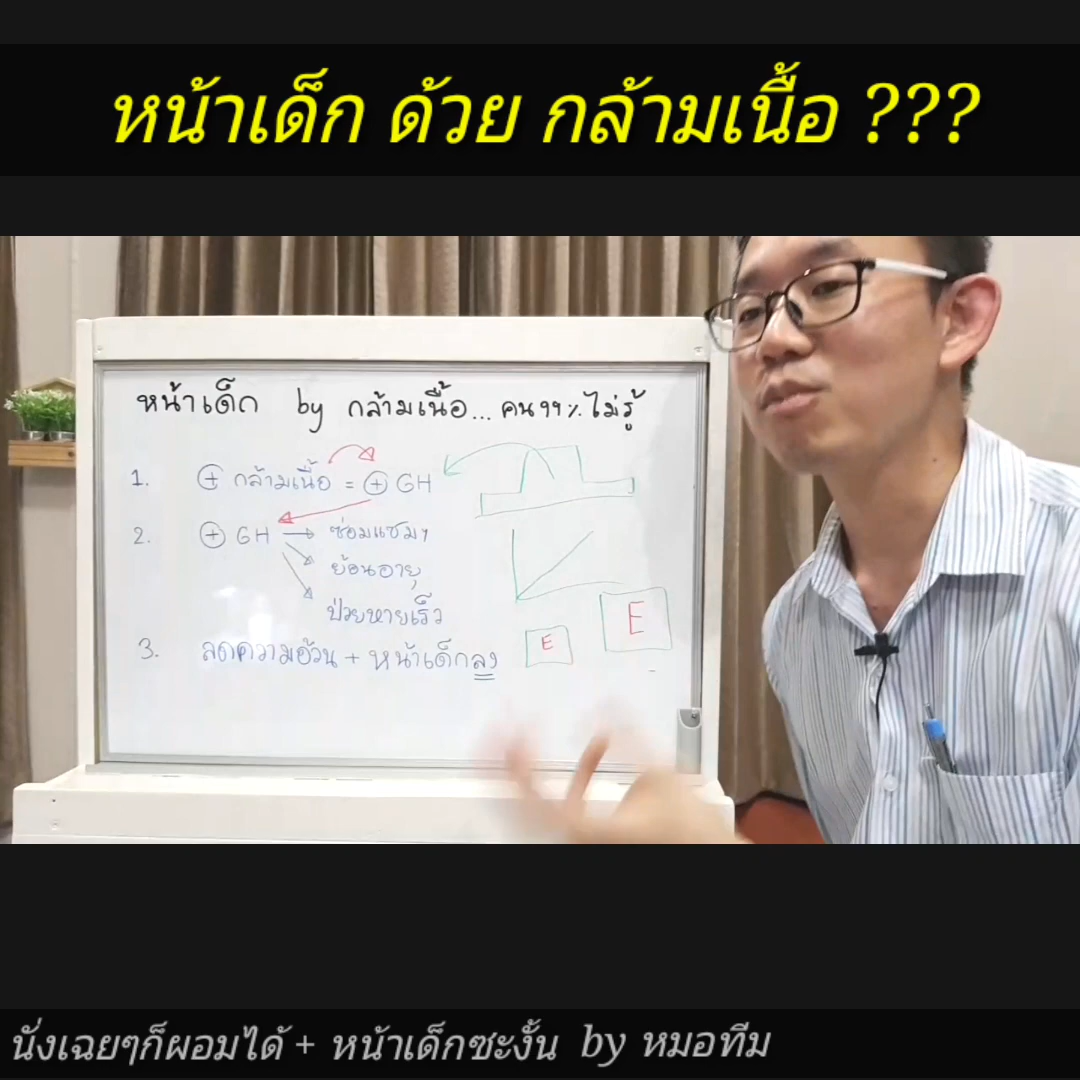 หน้าเด็ก ด้วย กล้ามเนื้อ ???
หน้าเด็ก by กล้ามเนื้อ... คน ๆๆ % ไม่รู้
1. ⊕ กล้ามเนื้อ = ⊕ GH
2. ⊕ GH → ซ่อมแซมฯ
ย้อนอายุ
ป่วยหายเร็ว
3. ลดความอ้วน + หน้าเด็กลง
E
E
นั่งเฉยๆก็ผอมได้ + หน้าเด็กซะงั้น by หมอทีม